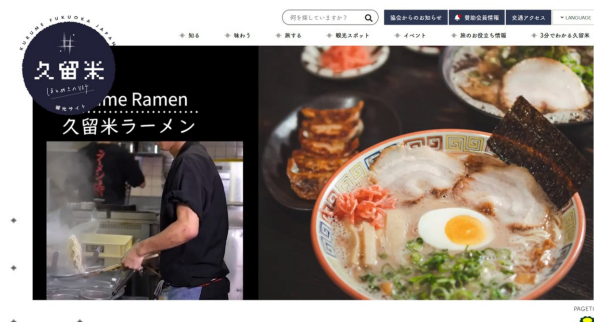 何を探していますか？
協会からのお知らせ
賛助会員情報
交通アクセス
LANGUAGE
KURUME FUKUOKA JAPAN
久留米
ほとめきの街
観光サイト
知る
味わう
旅する
観光スポット
イベント
旅のお役立ち情報
3分でわかる久留米
ume Ramen
久留米ラーメン
PAGET